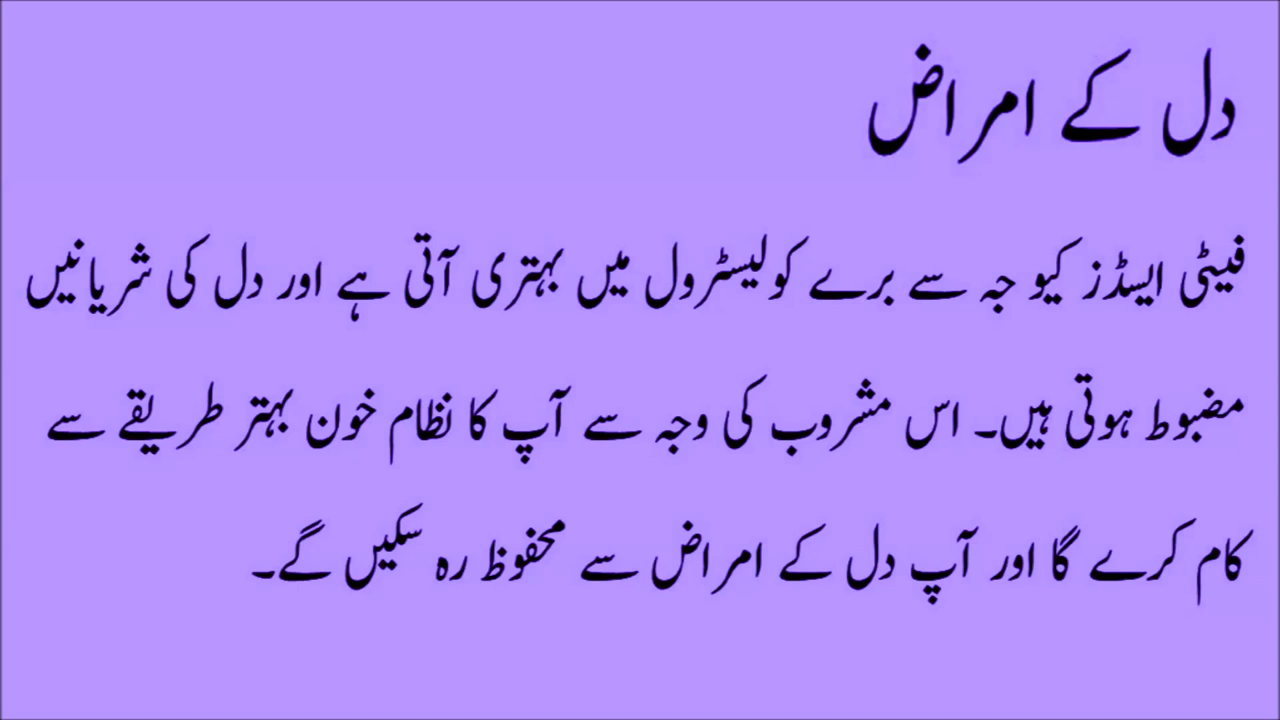 دل کے امراض
فیٹی ایسڈز کیو جہ سے برے کولیسٹرول میں بہتری آتی ہے اور دل کی شریانیں
مضبوط ہوتی ہیں۔ اس مشروب کی وجہ سے آپ کا نظام خون بہتر طریقے سے
کام کرے گا اور آپ دل کے امراض سے محفوظ رہ سکیں گے۔